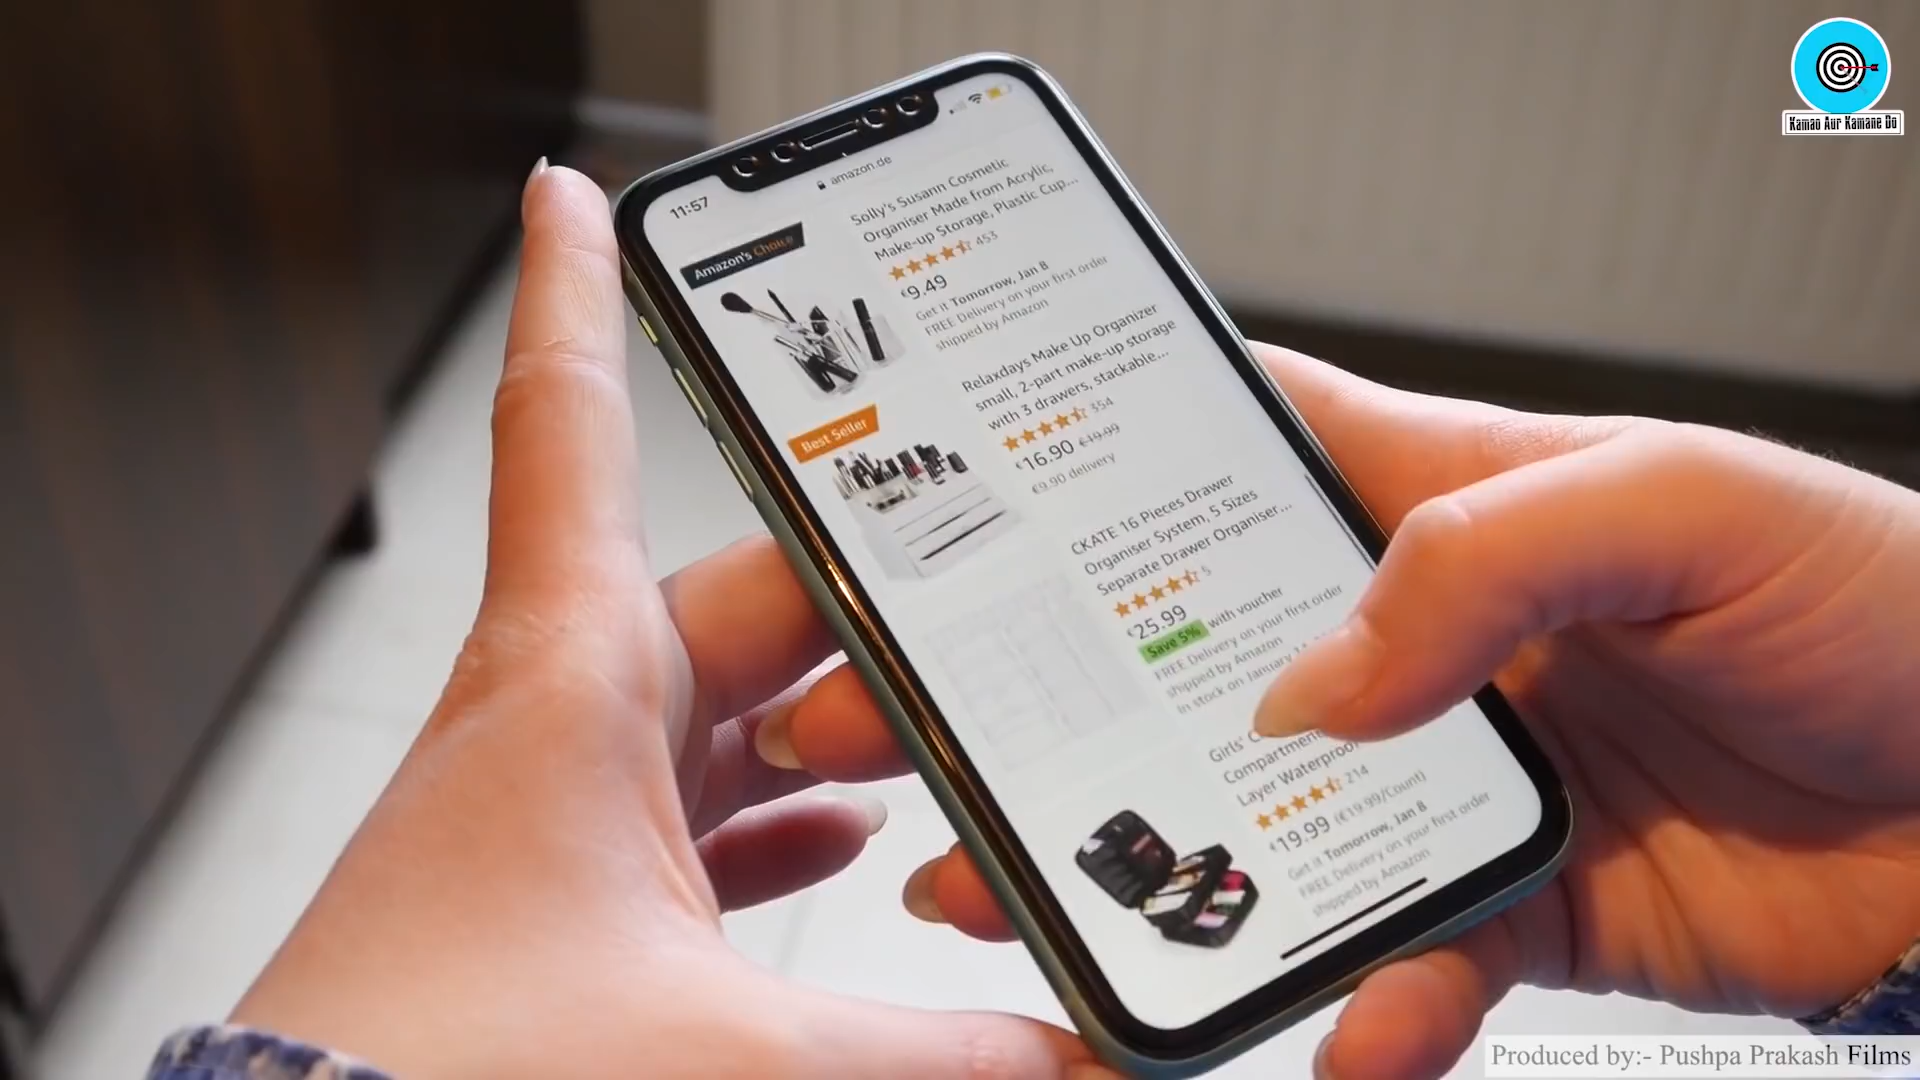 Kamao Aur Kamane Do
11:57
amazon.de
Amazon's Choice
Solly's Susann Cosmetic
Organiser Made from Acrylic,
Make-up Storage, Plastic Cup...
453
€9.49
Get it Tomorrow, Jan 8
FREE Delivery on your first order
shipped by Amazon
Best Seller
Relaxdays Make Up Organizer
small, 2-part make-up storage
with 3 drawers, stackable...
354
€16.90 €19.99
€9.90 delivery
CKATE 16 Pieces Drawer
Organiser System, 5 Sizes
Separate Drawer Organiser...
5
€25.99
Save 5% with voucher
FREE Delivery on your first order
shipped by Amazon
In stock on January
Girls'
Layer Waterproof
214
€19.99 (€19.99/Count)
Get it Tomorrow, Jan 8
FREE Delivery on your first order
shipped by Amazon
Produced by:- Pushpa Prakash Films